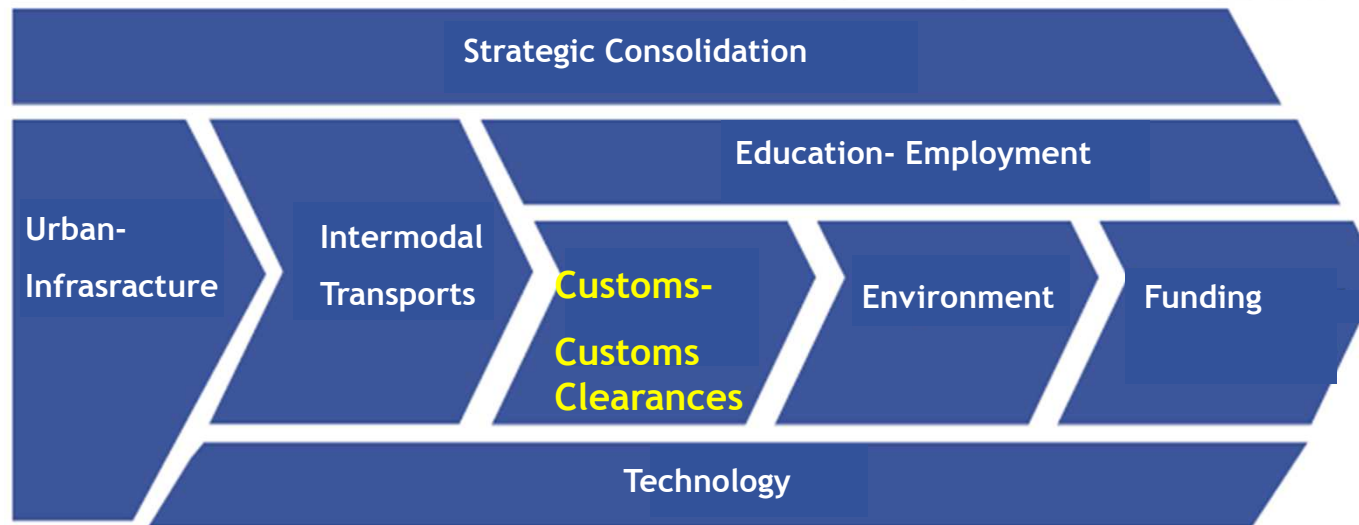 Strategic Consolidation
Education- Employment
Urban-
Infrasracture
Intermodal
Transports
Customs-
Customs
Clearances
Environment
Funding
Technology